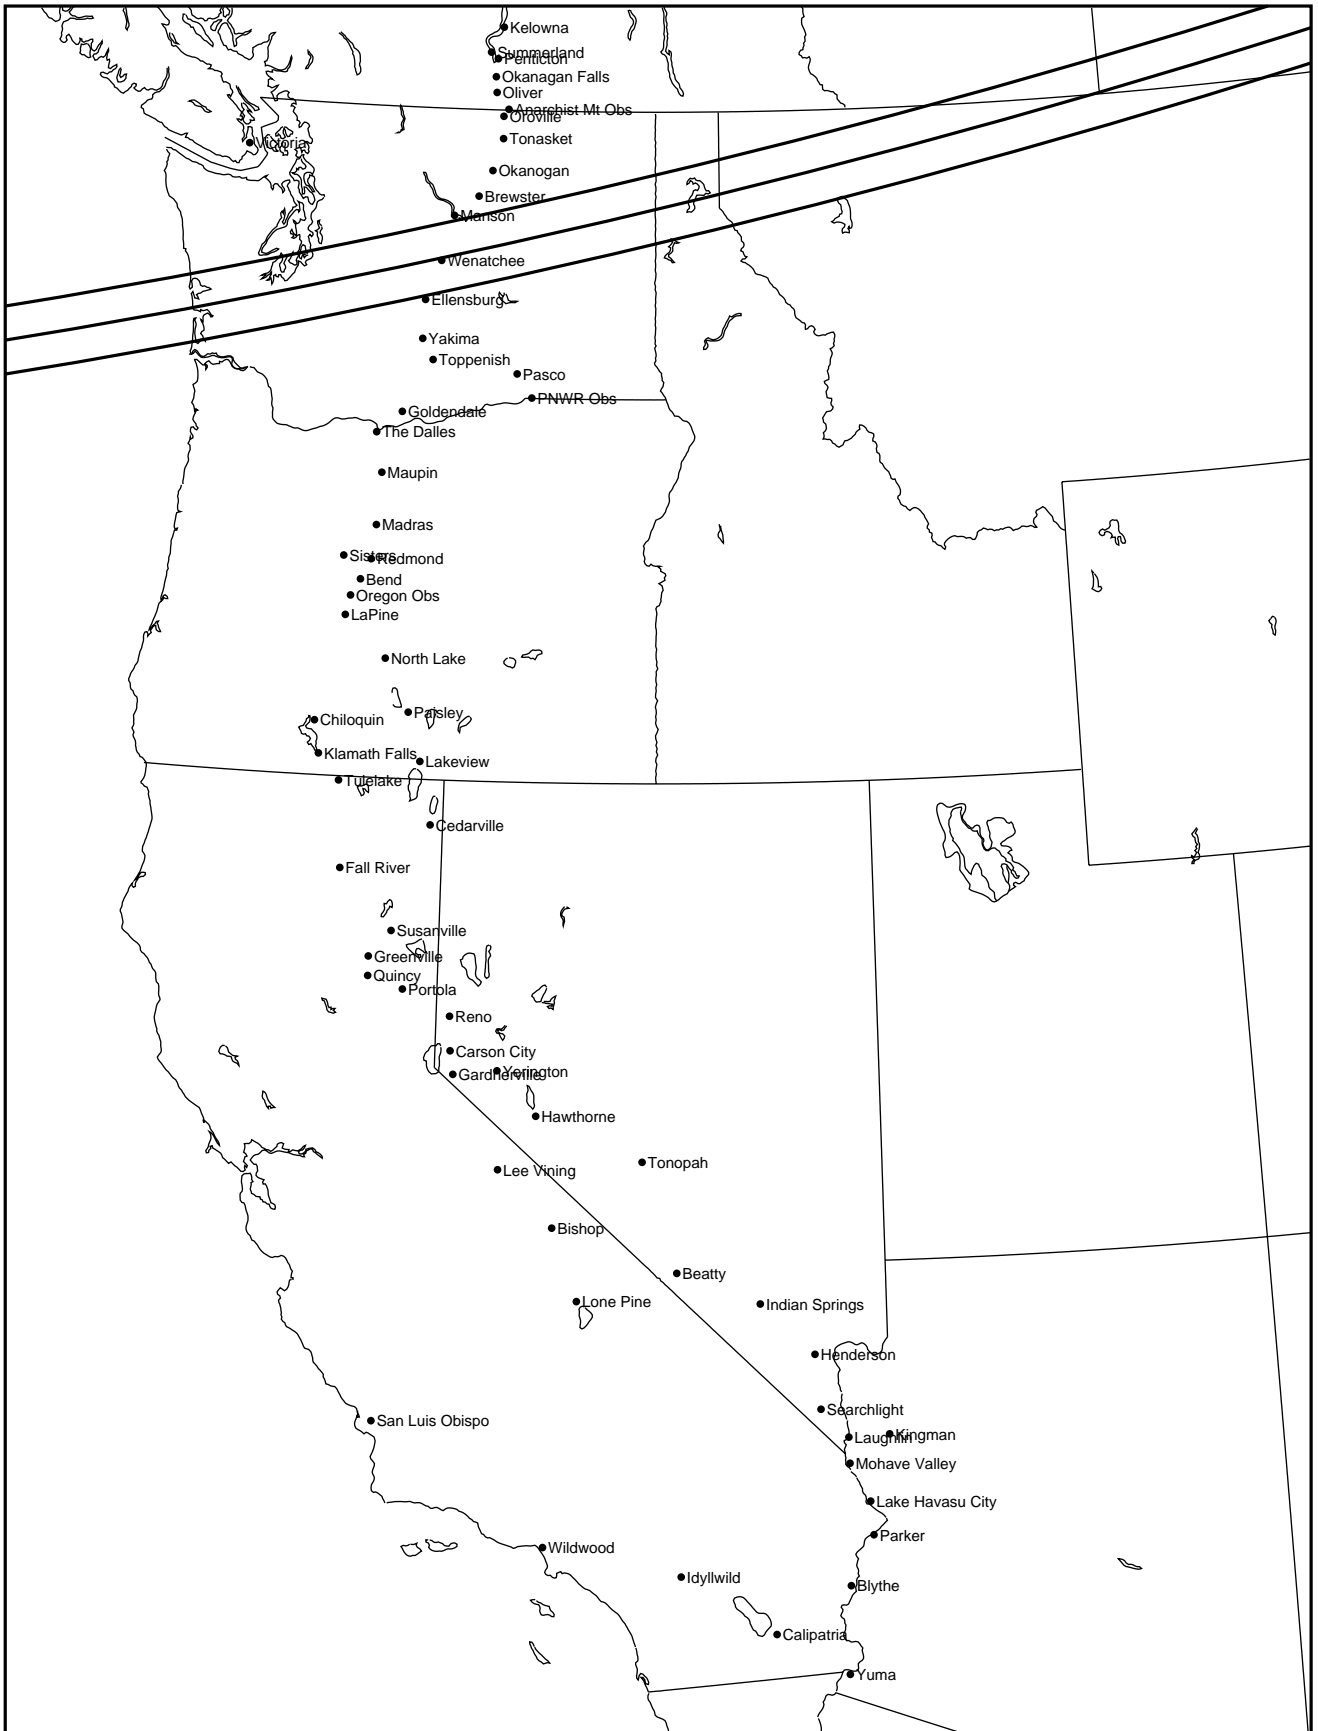 Kelowna
Summerland
Penticton
Okanagan Falls
Oliver
Anarchist Mt Obs
Oroville
Tonasket
Victoria
Okanogan
Brewster
Manson
Wenatchee
Ellensburg
Yakima
Toppenish
Pasco
PNWR Obs
Goldendale
The Dalles
Maupin
Madras
Sisters
Redmond
Bend
Oregon Obs
LaPine
North Lake
Paisley
Chiloquin
Klamath Falls
Lakeview
Tulelake
Cedarville
Fall River
Susanville
Greenville
Quincy
Portola
Reno
Carson City
Yerington
Gardnerville
Hawthorne
Tonopah
Lee Vining
Bishop
Beatty
Lone Pine
Indian Springs
Henderson
Searchlight
San Luis Obispo
Kingman
Laughlin
Mohave Valley
Lake Havasu City
Parker
Wildwood
Idyllwild
Blythe
Calipatria
Yuma